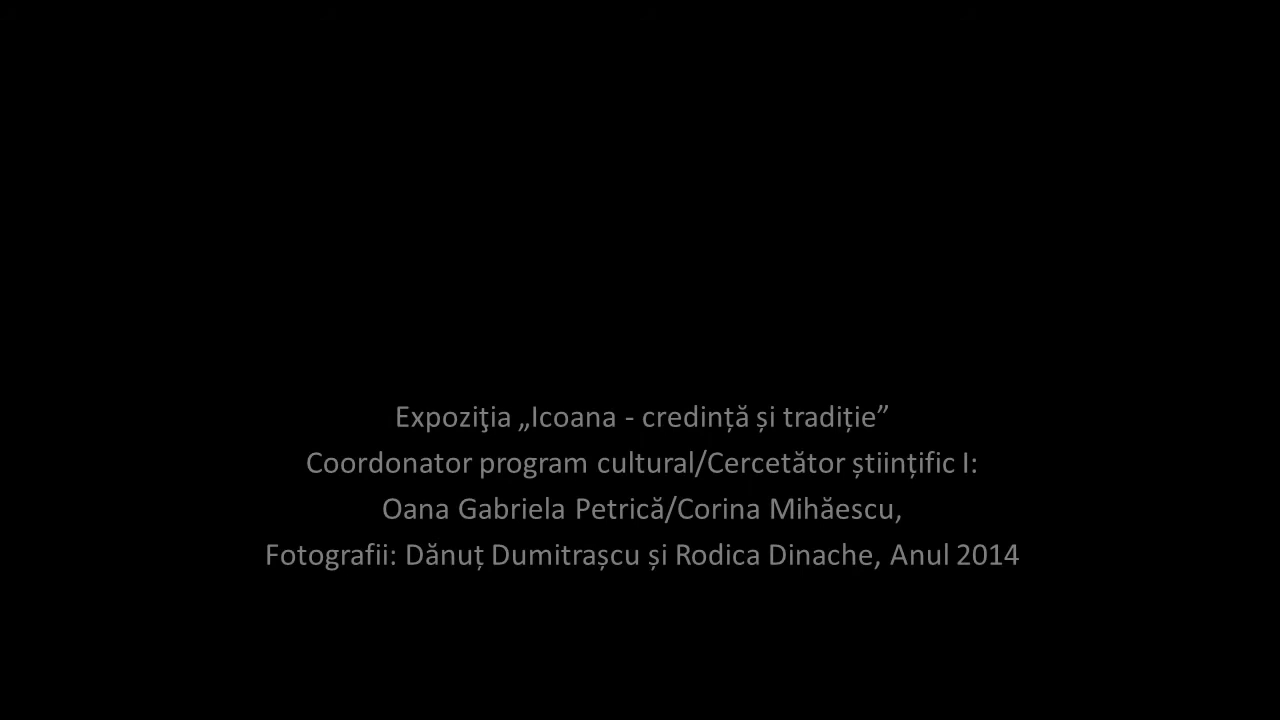 Expoziţia „Icoana - credință și tradiție”
Coordonator program cultural/Cercetător științific I:
Oana Gabriela Petrică/Corina Mihăescu,
Fotografii: Dănuț Dumitrașcu și Rodica Dinache, Anul 2014